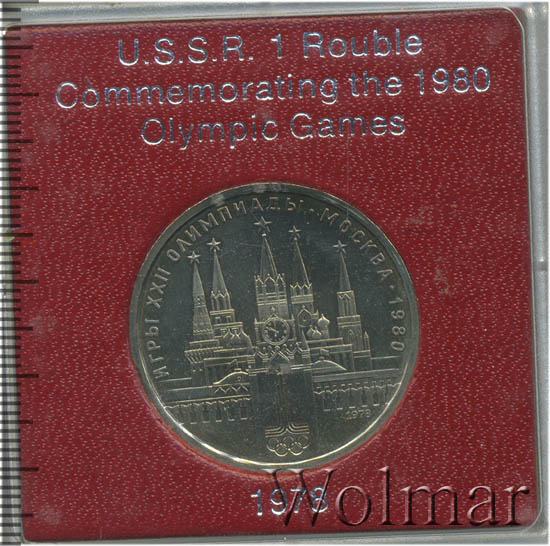 U.S.S.R. 1 Rouble
Commemorating the 1980
Olympic Games
ИГРЫ XXII ОЛИМПИАДЫ · МОСКВА · 1980
1978
1978
Wolmar